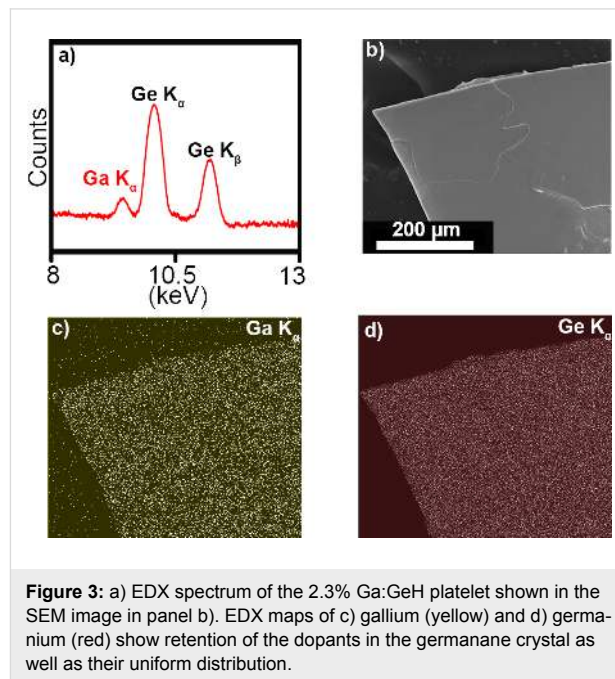 a)
Ge Kα
Ge Kβ
Ga Kα
Counts
8
10.5
13
(keV)
b)
200 µm
c)
Ga Kα
d)
Ge Kα
Figure 3: a) EDX spectrum of the 2.3% Ga:GeH platelet shown in the
SEM image in panel b). EDX maps of c) gallium (yellow) and d) germa-
nium (red) show retention of the dopants in the germanane crystal as
well as their uniform distribution.